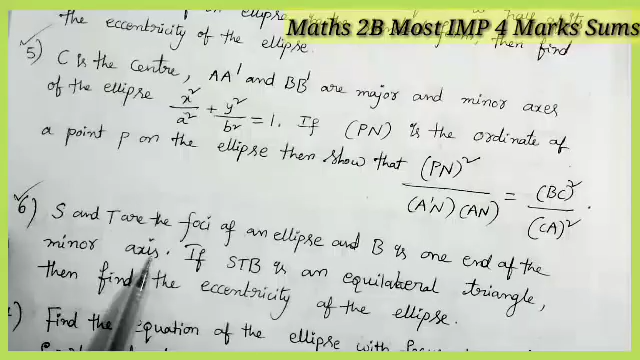 Maths 2B Most IMP 4 Marks Sums
the eccentricity of the ellipse. then find
5) C is the centre, AA' and BB' are major and minor axes
of the ellipse x²/a² + y²/b² = 1. If (PN) is the ordinate of
a point P on the ellipse then show that (PN)²/(A'N)(AN) = (BC)²/(CA)².
6) S and T are the foci of an ellipse and B is one end of the
minor axis. If STB is an equilateral triangle,
then find the eccentricity of the ellipse.
) Find the equation of the ellipse with